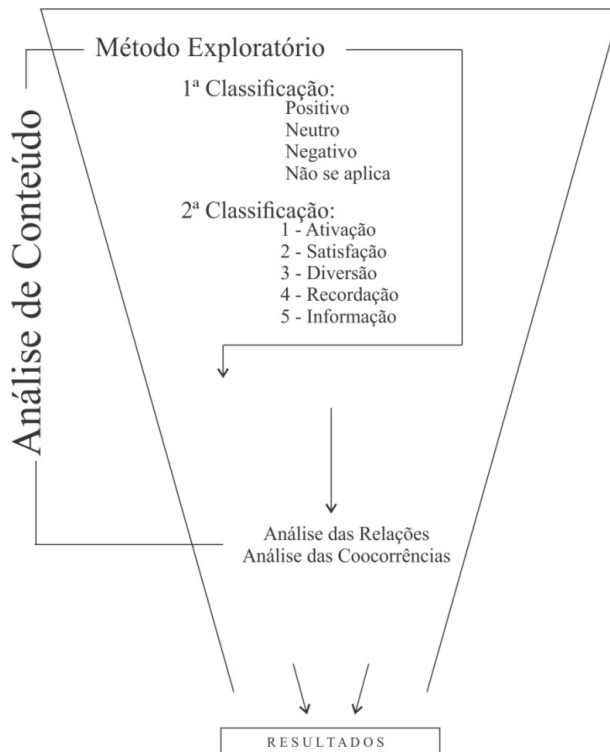 Método Exploratório
1ª Classificação:
Positivo
Neutro
Negativo
Não se aplica
2ª Classificação:
1 - Ativação
2 - Satisfação
3 - Diversão
4 - Recordação
5 - Informação
Análise de Conteúdo
Análise das Relações
Análise das Coocorrências
RESULTADOS